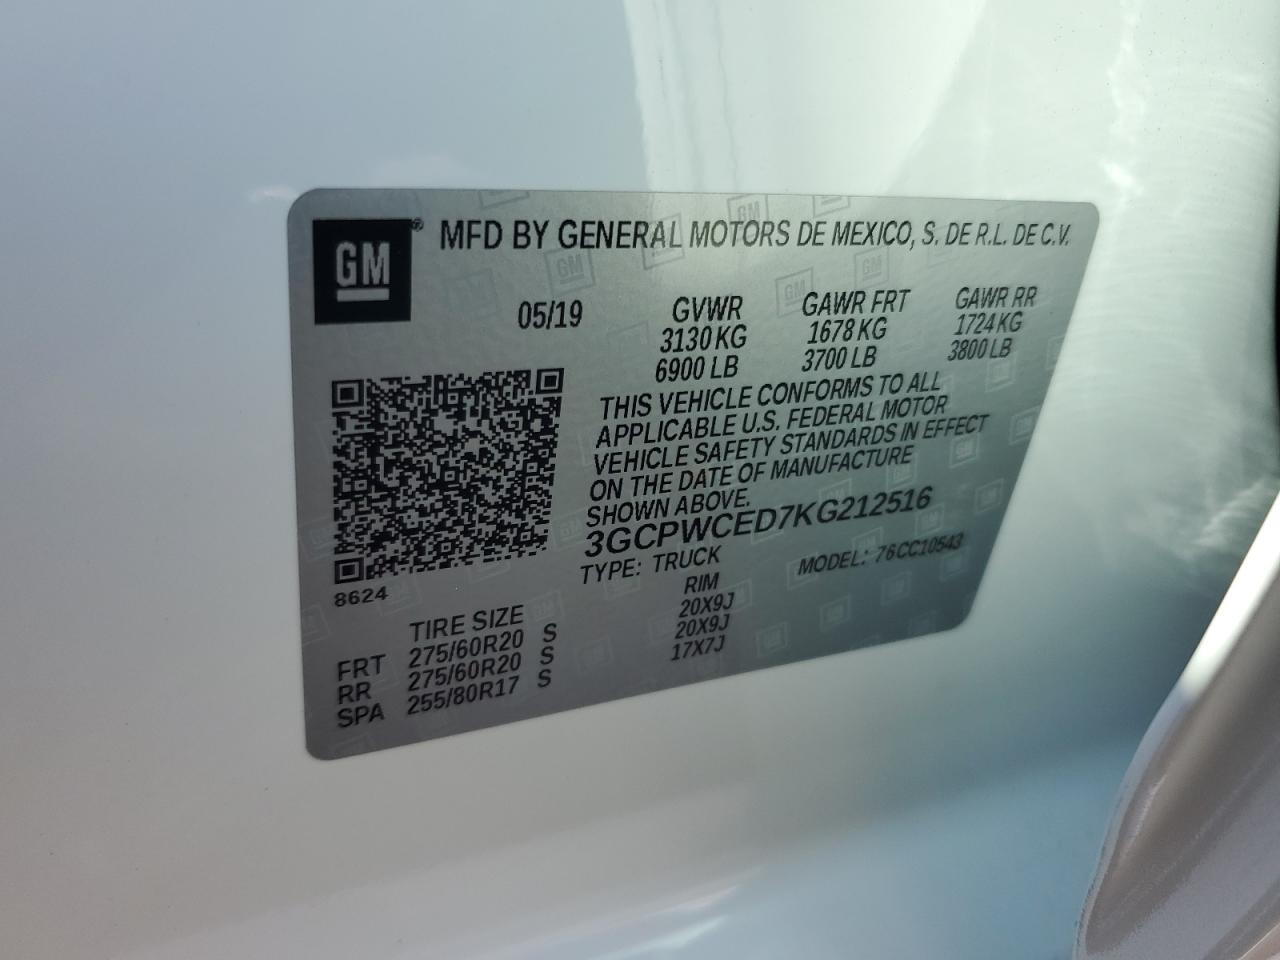 GM® MFD BY GENERAL MOTORS DE MEXICO, S. DE R.L. DE C.V.
05/19 GVWR GAWR FRT GAWR RR
3130 KG 1678 KG 1724 KG
6900 LB 3700 LB 3800 LB
THIS VEHICLE CONFORMS TO ALL
APPLICABLE U.S. FEDERAL MOTOR
VEHICLE SAFETY STANDARDS IN EFFECT
ON THE DATE OF MANUFACTURE
SHOWN ABOVE.
3GCPWCED7KG212516
TYPE: TRUCK MODEL: 76CC10543
8624
TIRE SIZE RIM
FRT 275/60R20 S 20X9J
RR 275/60R20 S 20X9J
SPA 255/80R17 S 17X7J